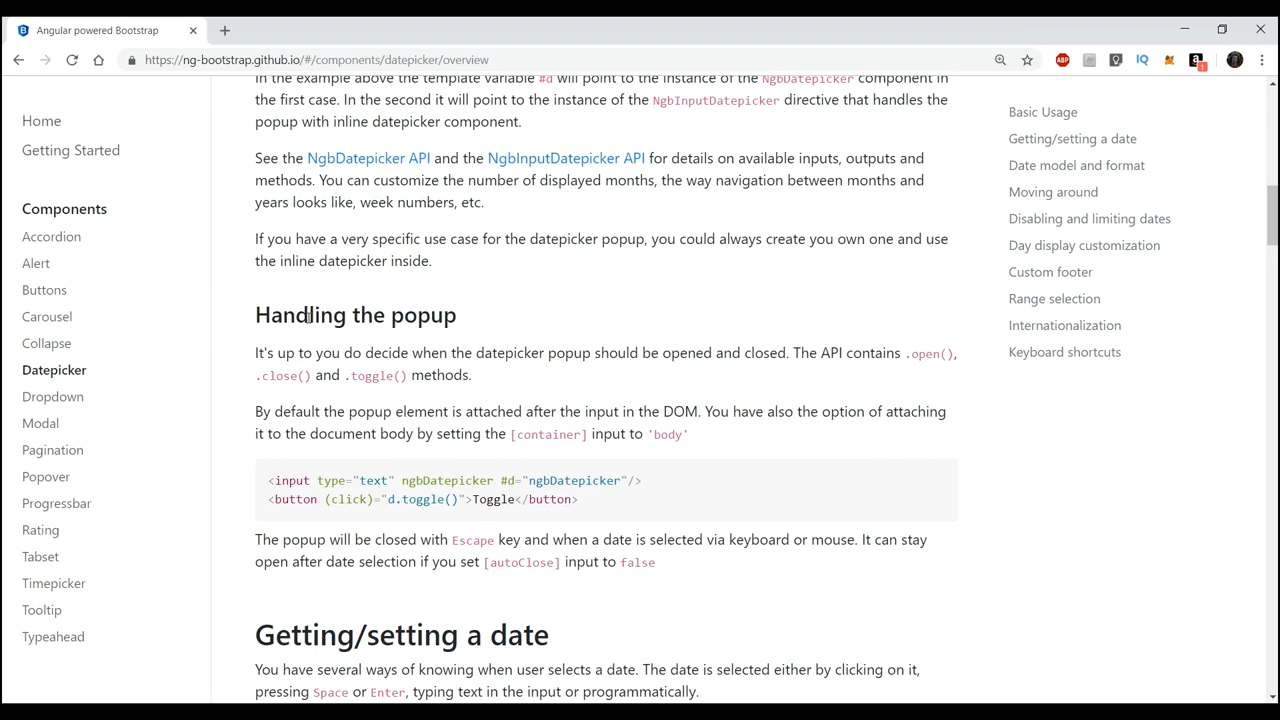 Angular powered Bootstrap
https://ng-bootstrap.github.io/#/components/datepicker/overview
ABP
IQ
a
1
Home
Getting Started
Components
Accordion
Alert
Buttons
Carousel
Collapse
Datepicker
Dropdown
Modal
Pagination
Popover
Progressbar
Rating
Tabset
Timepicker
Tooltip
Typeahead
In the example above the template variable #d will point to the instance of the NgbDatepicker component in
the first case. In the second it will point to the instance of the NgbInputDatepicker directive that handles the
popup with inline datepicker component.
See the NgbDatepicker API and the NgbInputDatepicker API for details on available inputs, outputs and
methods. You can customize the number of displayed months, the way navigation between months and
years looks like, week numbers, etc.
If you have a very specific use case for the datepicker popup, you could always create you own one and use
the inline datepicker inside.
Handling the popup
It's up to you do decide when the datepicker popup should be opened and closed. The API contains .open(),
.close() and .toggle() methods.
By default the popup element is attached after the input in the DOM. You have also the option of attaching
it to the document body by setting the [container] input to 'body'
<input type="text" ngbDatepicker #d="ngbDatepicker"/>
<button (click)="d.toggle()">Toggle</button>
The popup will be closed with Escape key and when a date is selected via keyboard or mouse. It can stay
open after date selection if you set [autoClose] input to false
Getting/setting a date
You have several ways of knowing when user selects a date. The date is selected either by clicking on it,
pressing Space or Enter, typing text in the input or programmatically.
Basic Usage
Getting/setting a date
Date model and format
Moving around
Disabling and limiting dates
Day display customization
Custom footer
Range selection
Internationalization
Keyboard shortcuts